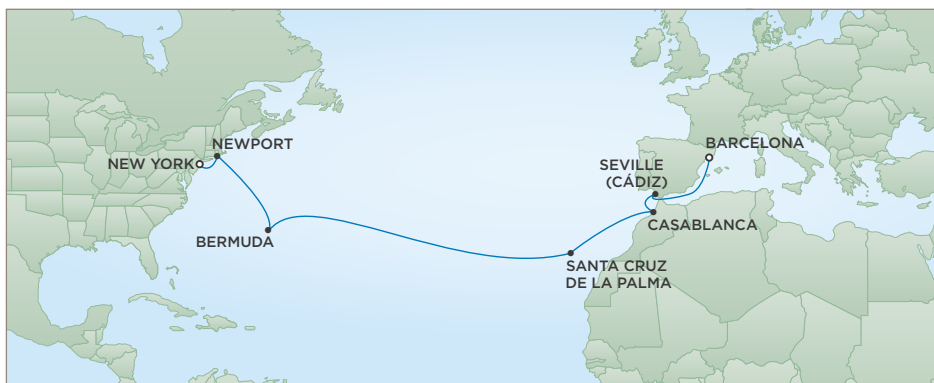 NEWPORT
NEW YORK
BERMUDA
BARCELONA
SEVILLE
(CÁDIZ)
CASABLANCA
SANTA CRUZ
DE LA PALMA